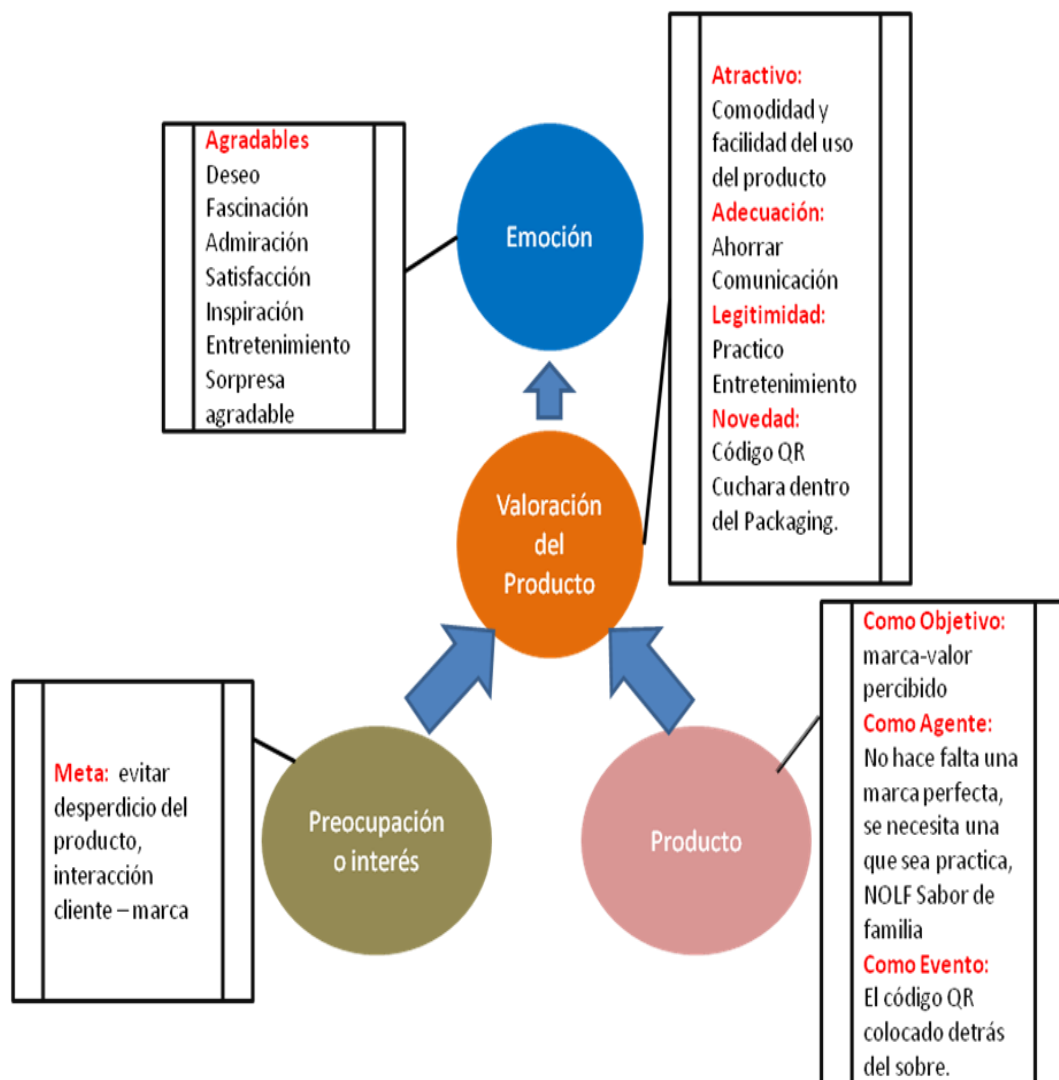 Agradables
Deseo
Fascinación
Admiración
Satisfacción
Inspiración
Entretenimiento
Sorpresa
agradable
Emoción
Atractivo:
Comodidad y
facilidad del uso
del producto
Adecuación:
Ahorrar
Comunicación
Legitimidad:
Practico
Entretenimiento
Novedad:
Código QR
Cuchara dentro
del Packaging.
Valoración
del
Producto
Meta: evitar
desperdicio del
producto,
interacción
cliente – marca
Preocupación
o interés
Producto
Como Objetivo:
marca-valor
percibido
Como Agente:
No hace falta una
marca perfecta,
se necesita una
que sea practica,
NOLF Sabor de
familia
Como Evento:
El código QR
colocado detrás
del sobre.